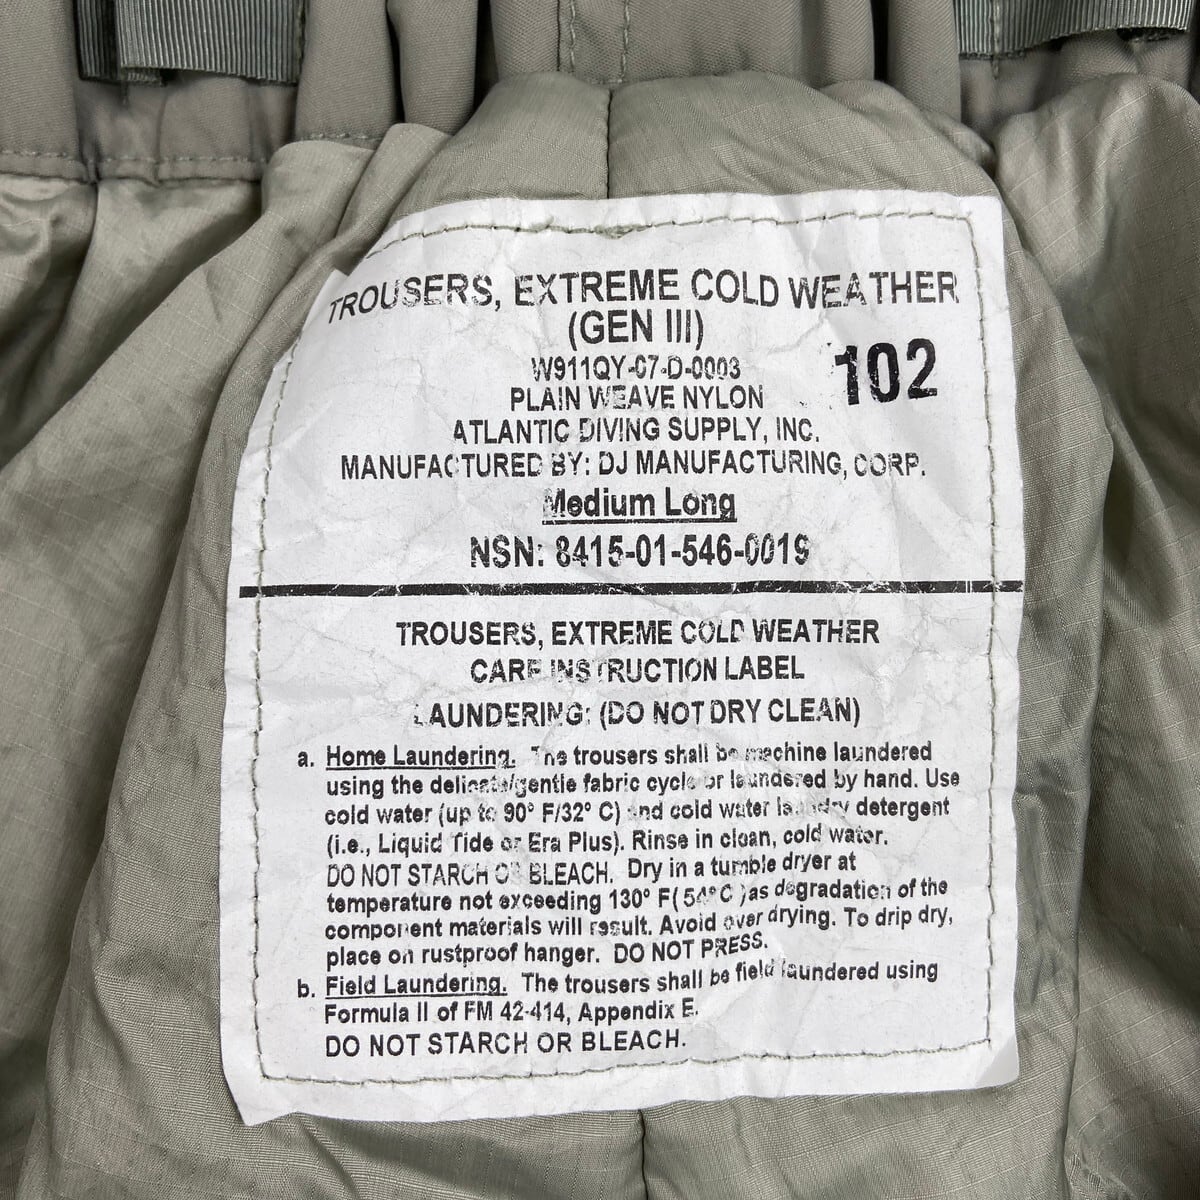 TROUSERS, EXTREME COLD WEATHER
(GEN III)
W911QY-07-D-0003
102
PLAIN WEAVE NYLON
ATLANTIC DIVING SUPPLY, INC.
MANUFACTURED BY: DJ MANUFACTURING, CORP.
Medium Long
NSN: 8415-01-546-0019
TROUSERS, EXTREME COLD WEATHER
CARE INSTRUCTION LABEL
LAUNDERING: (DO NOT DRY CLEAN)
a. Home Laundering. The trousers shall be machine laundered
using the delicate/gentle fabric cycle or laundered by hand. Use
cold water (up to 90° F/32° C) and cold water laundry detergent
(i.e., Liquid Tide or Era Plus). Rinse in clean, cold water.
DO NOT STARCH OR BLEACH. Dry in a tumble dryer at
temperature not exceeding 130° F( 54°C )as degradation of the
component materials will result. Avoid over drying. To drip dry,
place on rustproof hanger. DO NOT PRESS.
b. Field Laundering. The trousers shall be field laundered using
Formula II of FM 42-414, Appendix E.
DO NOT STARCH OR BLEACH.